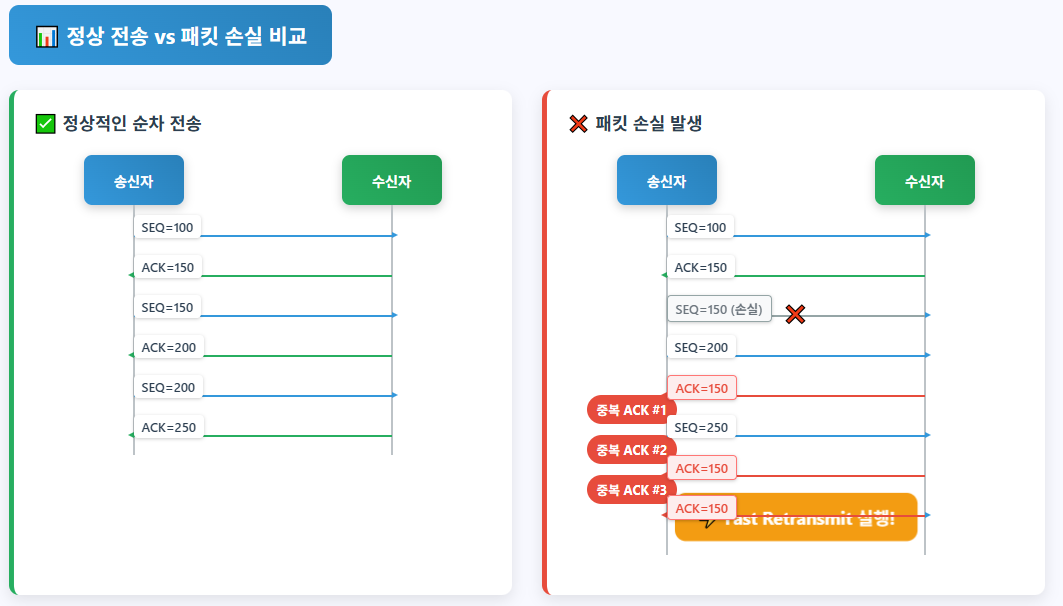 📊 정상 전송 vs 패킷 손실 비교
✅ 정상적인 순차 전송
송신자
수신자
SEQ=100
ACK=150
SEQ=150
ACK=200
SEQ=200
ACK=250
❌ 패킷 손실 발생
송신자
수신자
SEQ=100
ACK=150
SEQ=150 (손실)
SEQ=200
ACK=150
중복 ACK #1
SEQ=250
중복 ACK #2
ACK=150
중복 ACK #3
ACK=150
Retransmit 실행!